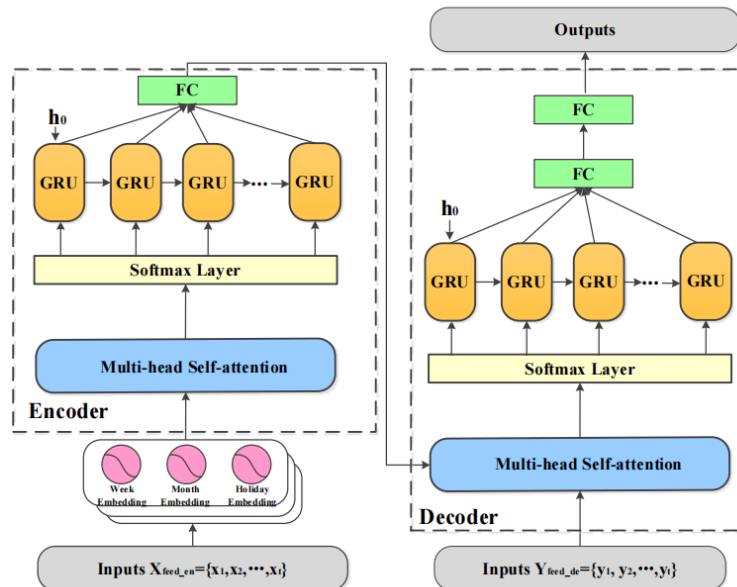 Outputs
FC
FC
h0
GRU
GRU
GRU
...
GRU
Softmax Layer
Multi-head Self-attention
Encoder
Week
Embedding
Month
Embedding
Holiday
Embedding
Inputs Xfeed_en={x1,x2,···,xt}
FC
h0
GRU
GRU
GRU
...
GRU
Softmax Layer
Multi-head Self-attention
Decoder
Inputs Yfeed_de={y1, y2,···,yt}